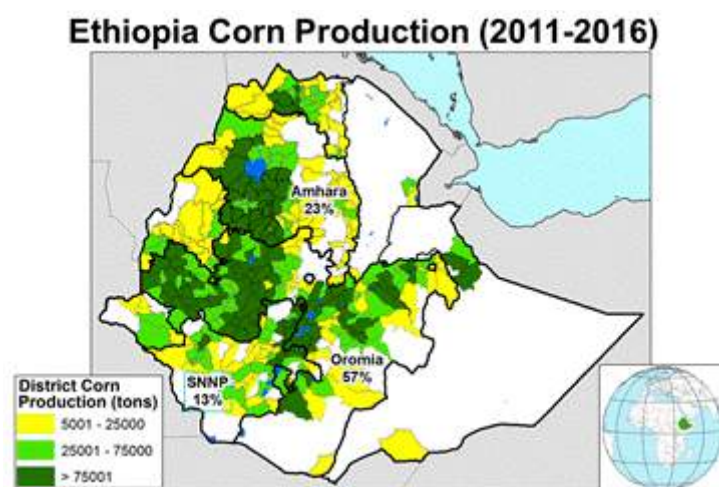 Ethiopia Corn Production (2011-2016)
Amhara
23%
Oromia
57%
SNNP
13%
District Corn
Production (tons)
5001 - 25000
25001 - 75000
> 75001